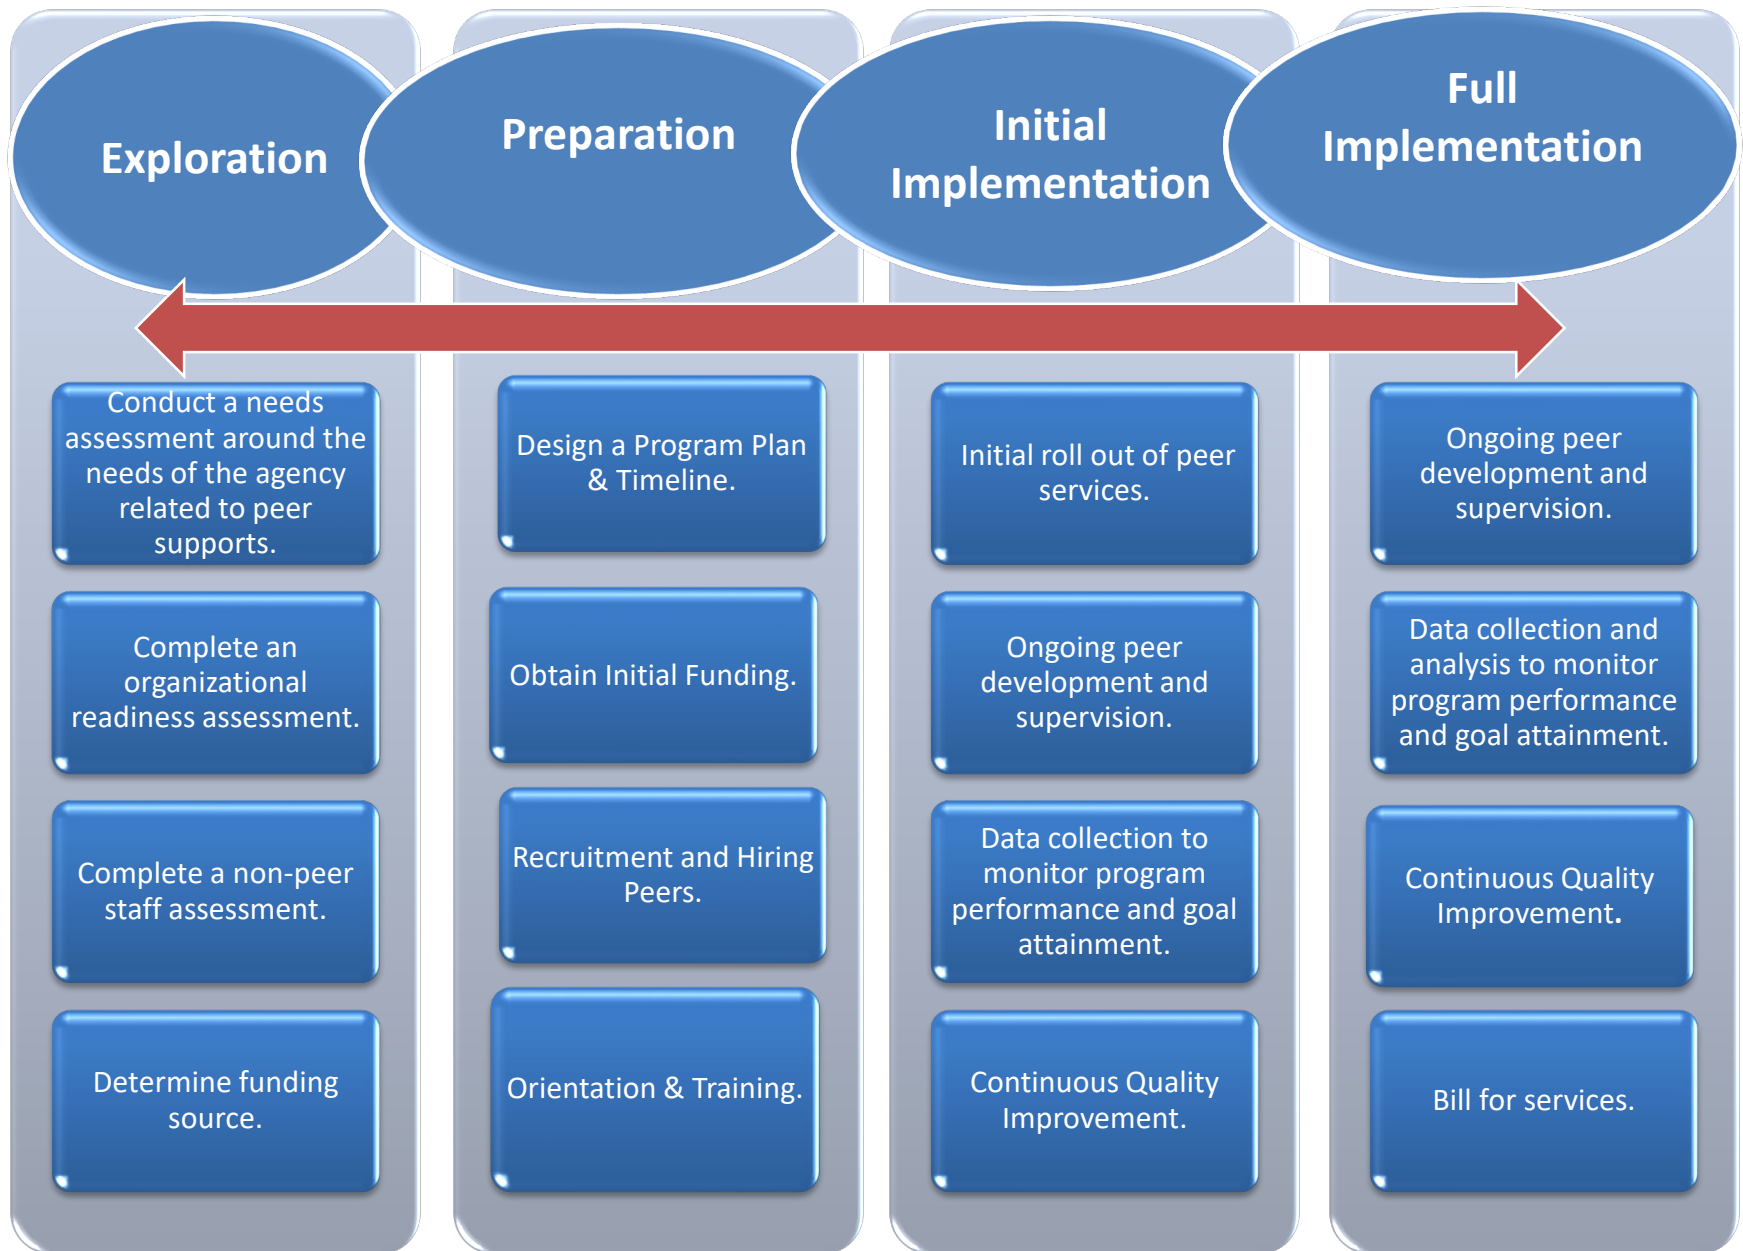 Exploration
Preparation
Initial
Implementation
Full
Implementation
Conduct a needs
assessment around the
needs of the agency
related to peer
supports.
Complete an
organizational
readiness assessment.
Complete a non-peer
staff assessment.
Determine funding
source.
Design a Program Plan
& Timeline.
Obtain Initial Funding.
Recruitment and Hiring
Peers.
Orientation & Training.
Initial roll out of peer
services.
Ongoing peer
development and
supervision.
Data collection to
monitor program
performance and goal
attainment.
Continuous Quality
Improvement.
Ongoing peer
development and
supervision.
Data collection and
analysis to monitor
program performance
and goal attainment.
Continuous Quality
Improvement.
Bill for services.